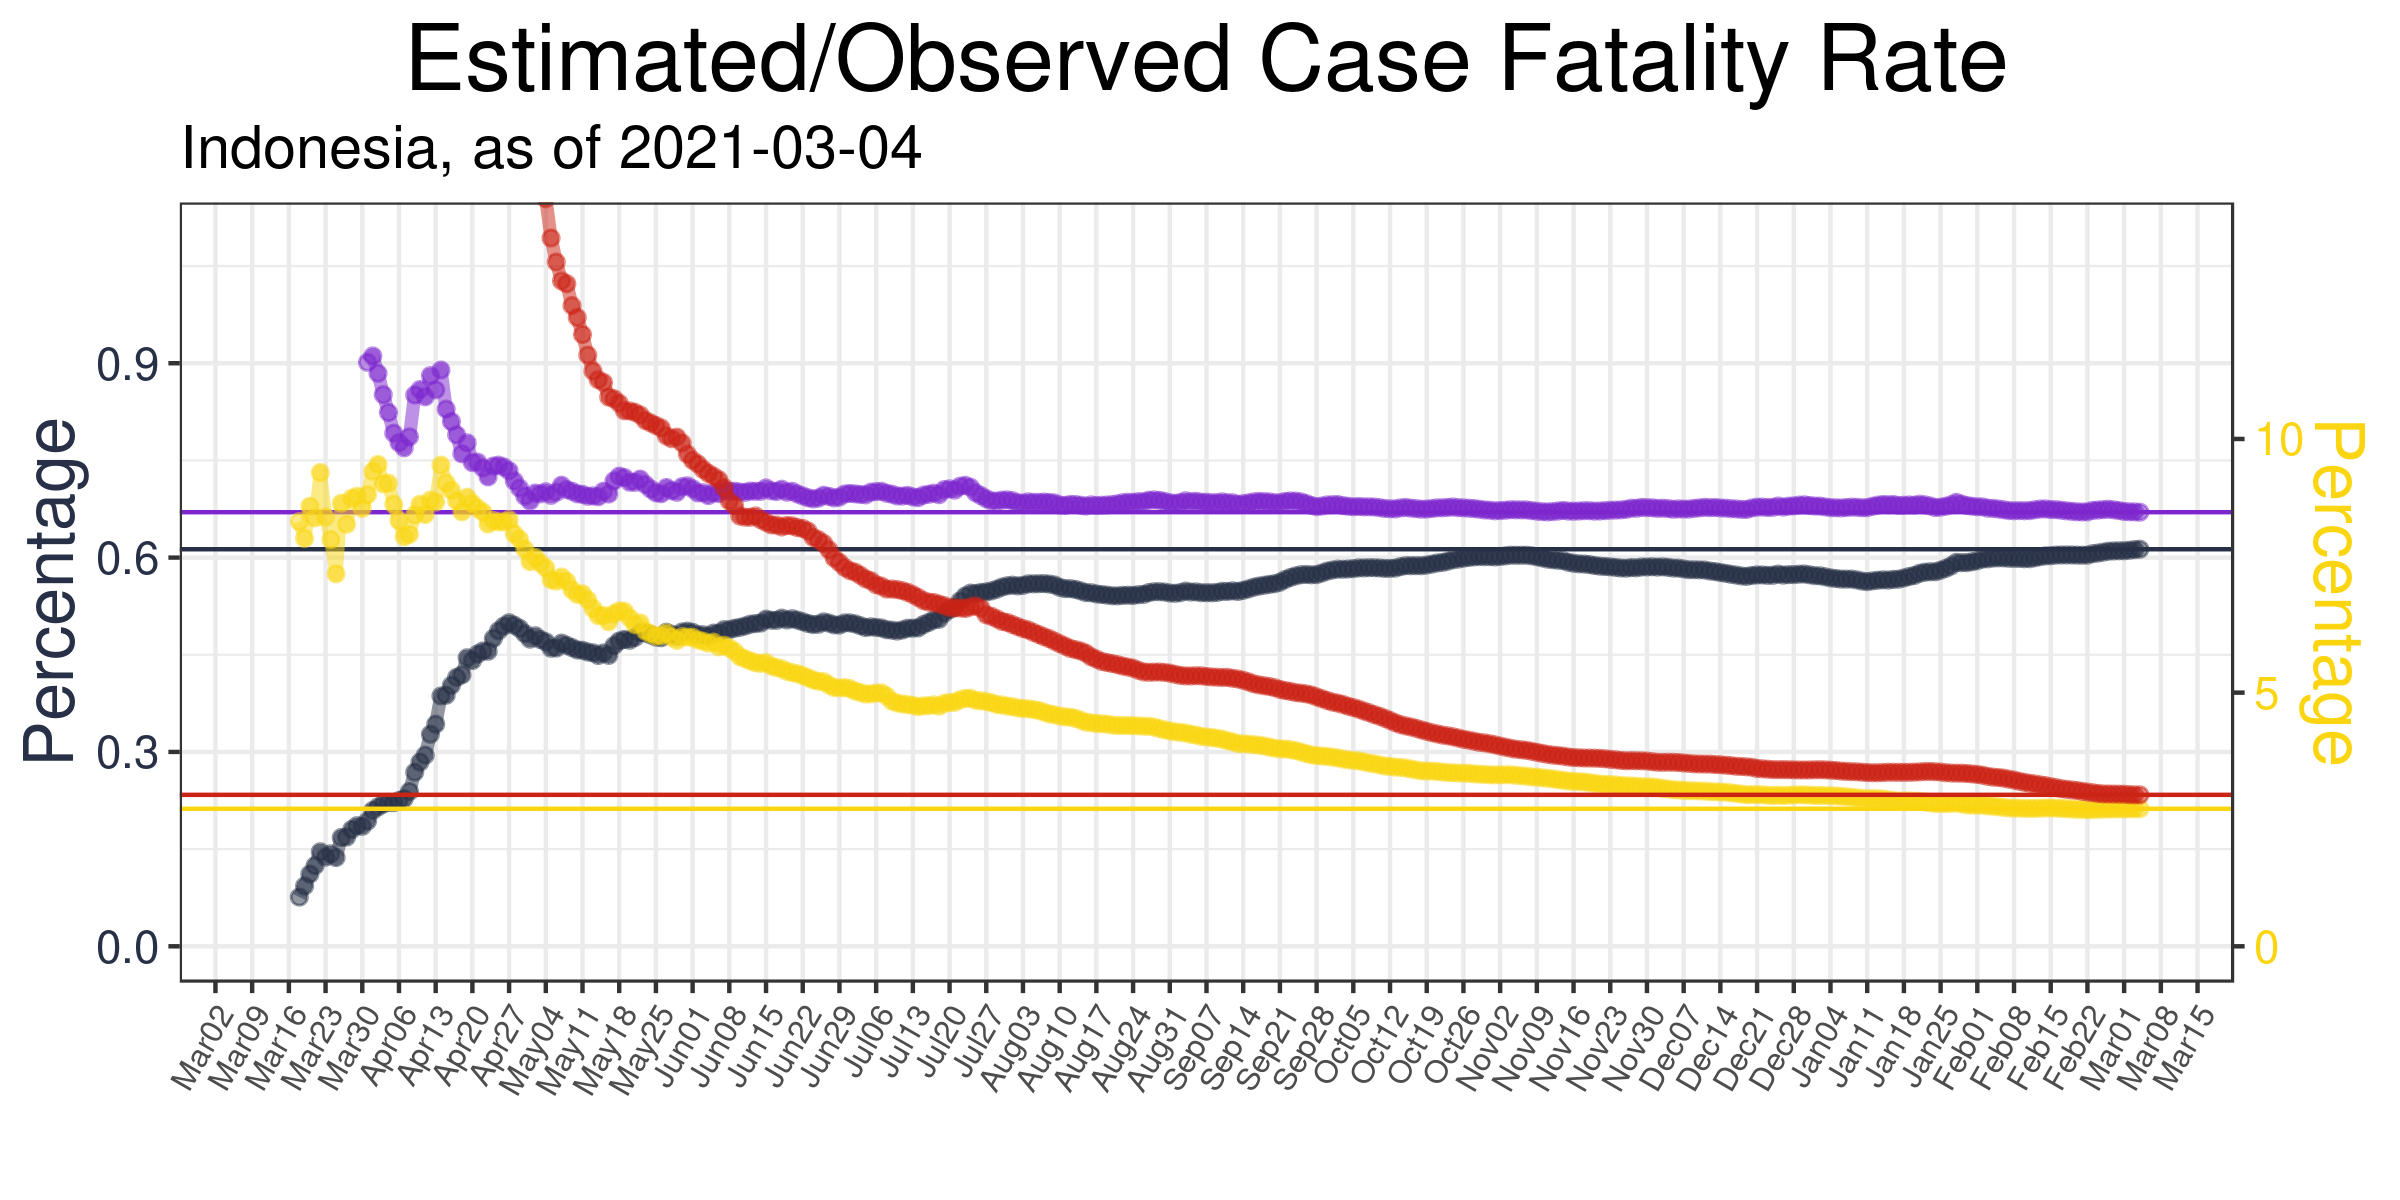 Estimated/Observed Case Fatality Rate
Indonesia, as of 2021-03-04
Percentage
0.9
0.6
0.3
0.0
10
5
0
Percentage
Mar02 Mar09 Mar16 Mar23 Mar30 Apr06 Apr13 Apr20 Apr27 May04 May11 May18 May25 Jun01 Jun08 Jun15 Jun22 Jun29 Jul06 Jul13 Jul20 Jul27 Aug03 Aug10 Aug17 Aug24 Aug31 Sep07 Sep14 Sep21 Sep28 Oct05 Oct12 Oct19 Oct26 Nov02 Nov09 Nov16 Nov23 Nov30 Dec07 Dec14 Dec21 Dec28 Jan04 Jan11 Jan18 Jan25 Feb01 Feb08 Feb15 Feb22 Mar01 Mar08 Mar15